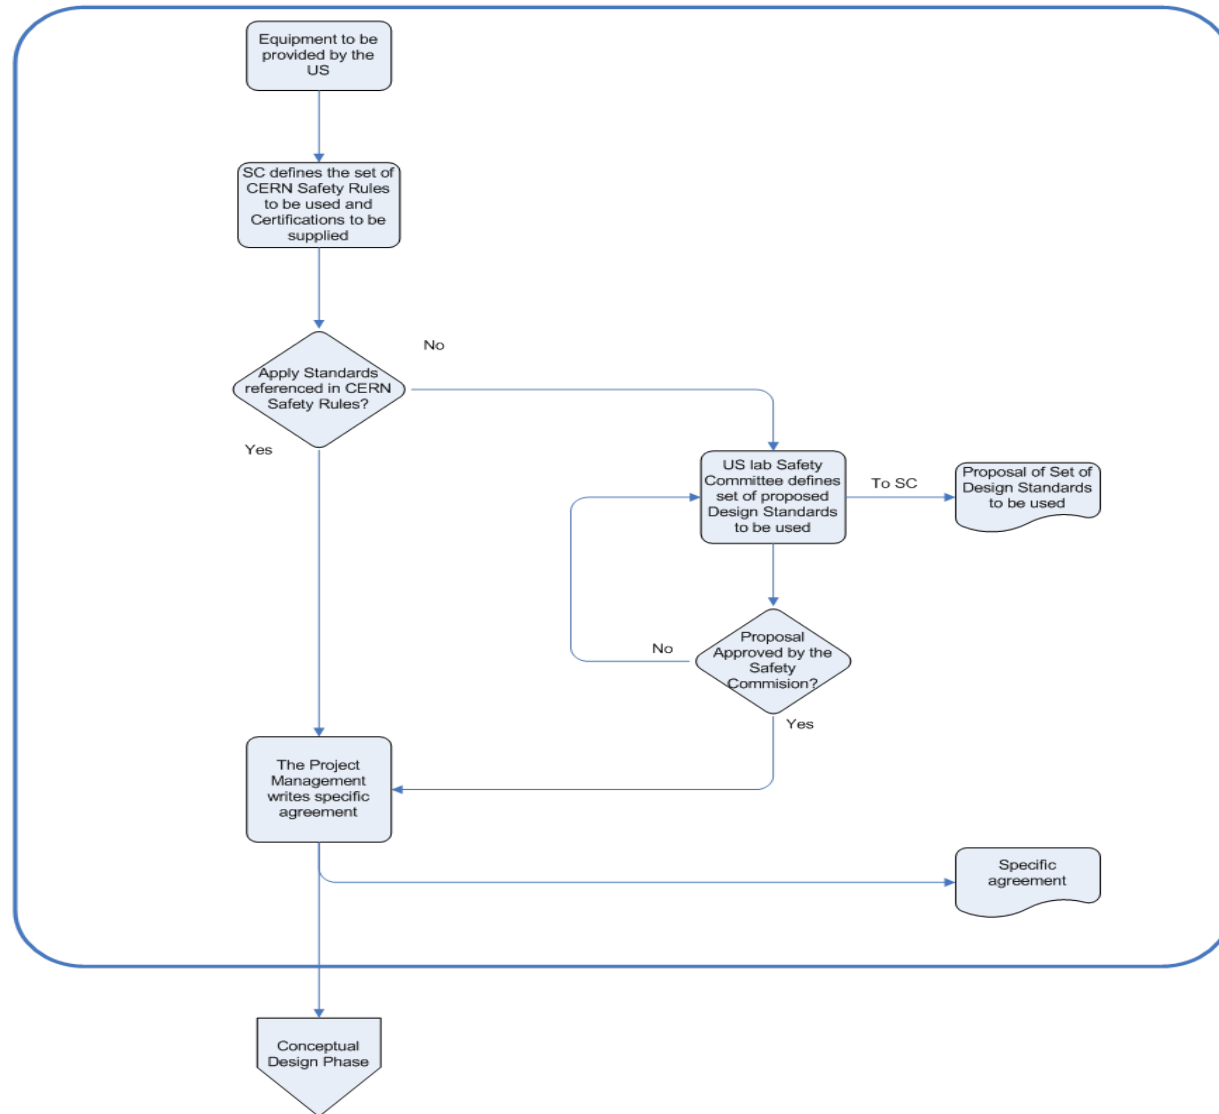 Equipment to be
provided by the
US
SC defines the set of
CERN Safety Rules
to be used and
Certifications to be
supplied
No
Apply Standards
referenced in CERN
Safety Rules?
Yes
US lab Safety
Committee defines
set of proposed
Design Standards
to be used
To SC
Proposal of Set of
Design Standards
to be used
Proposal
Approved by the
Safety
Commision?
No
Yes
The Project
Management
writes specific
agreement
Specific
agreement
Conceptual
Design Phase